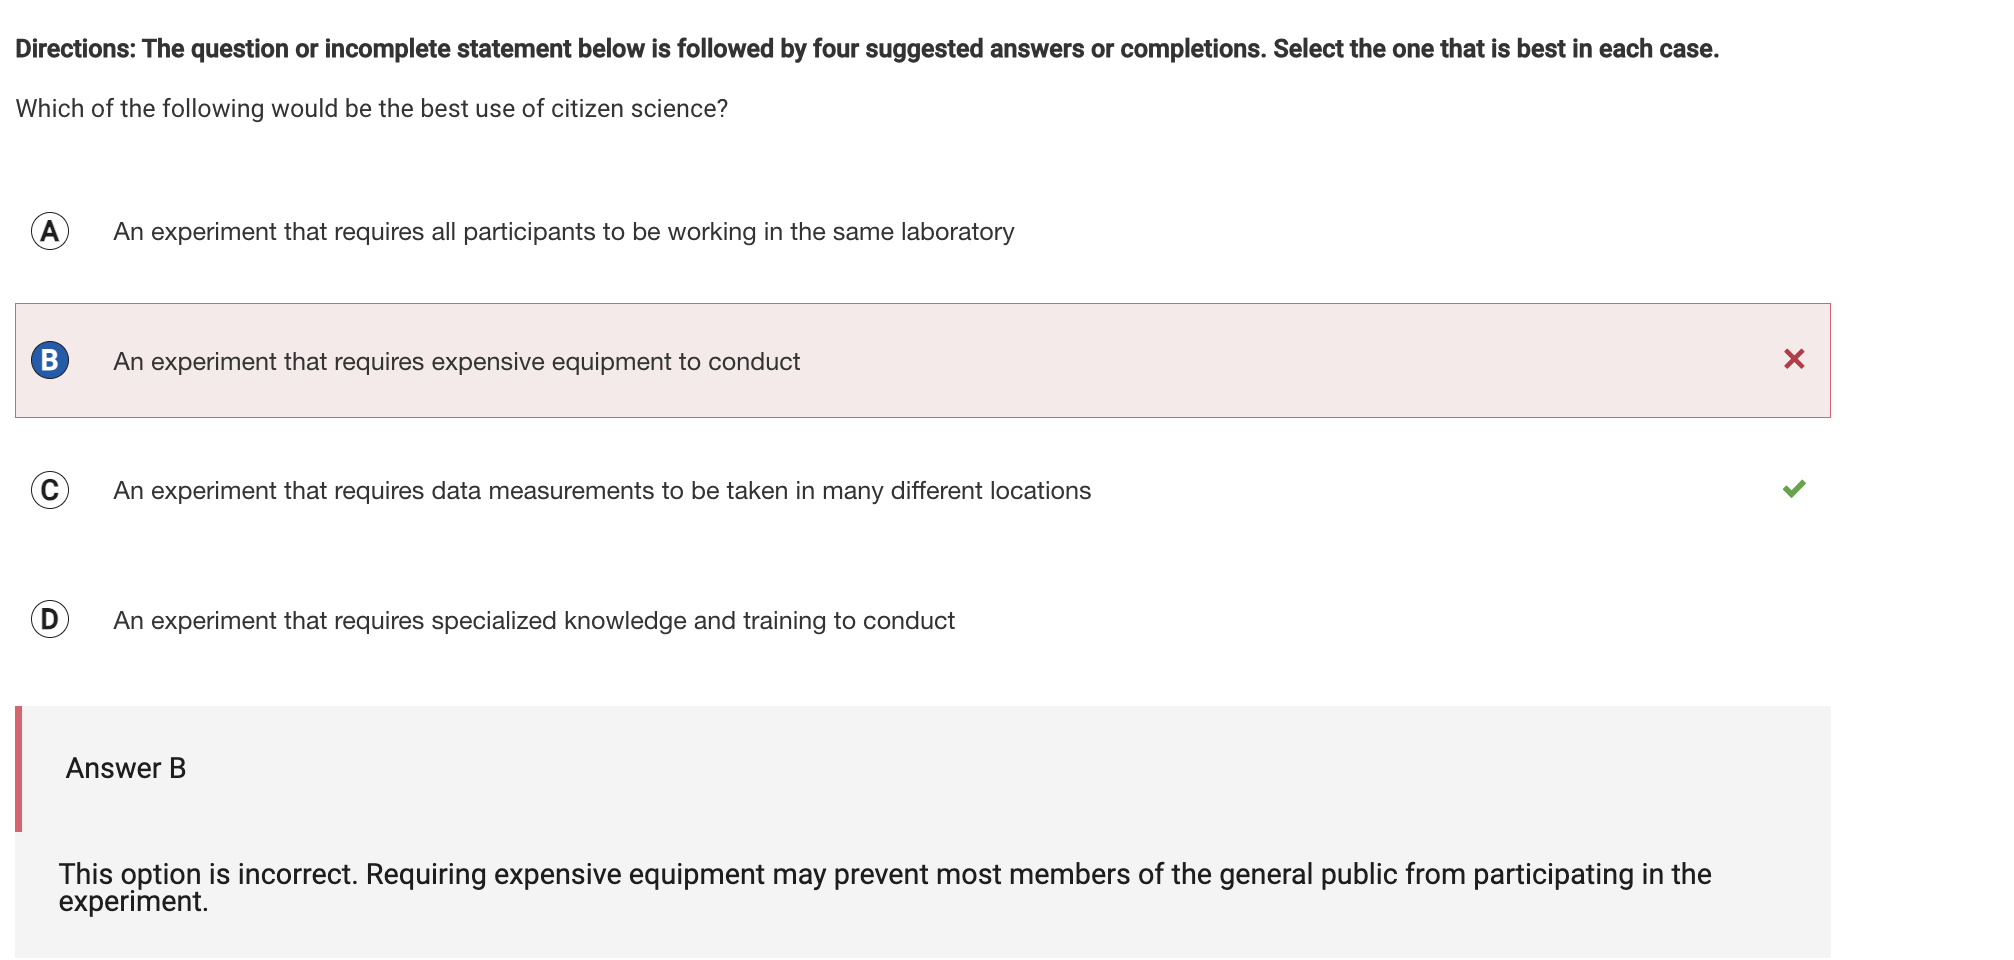 Directions: The question or incomplete statement below is followed by four suggested answers or completions. Select the one that is best in each case.
Which of the following would be the best use of citizen science?
A An experiment that requires all participants to be working in the same laboratory
B An experiment that requires expensive equipment to conduct
C An experiment that requires data measurements to be taken in many different locations
D An experiment that requires specialized knowledge and training to conduct
Answer B
This option is incorrect. Requiring expensive equipment may prevent most members of the general public from participating in the
experiment.